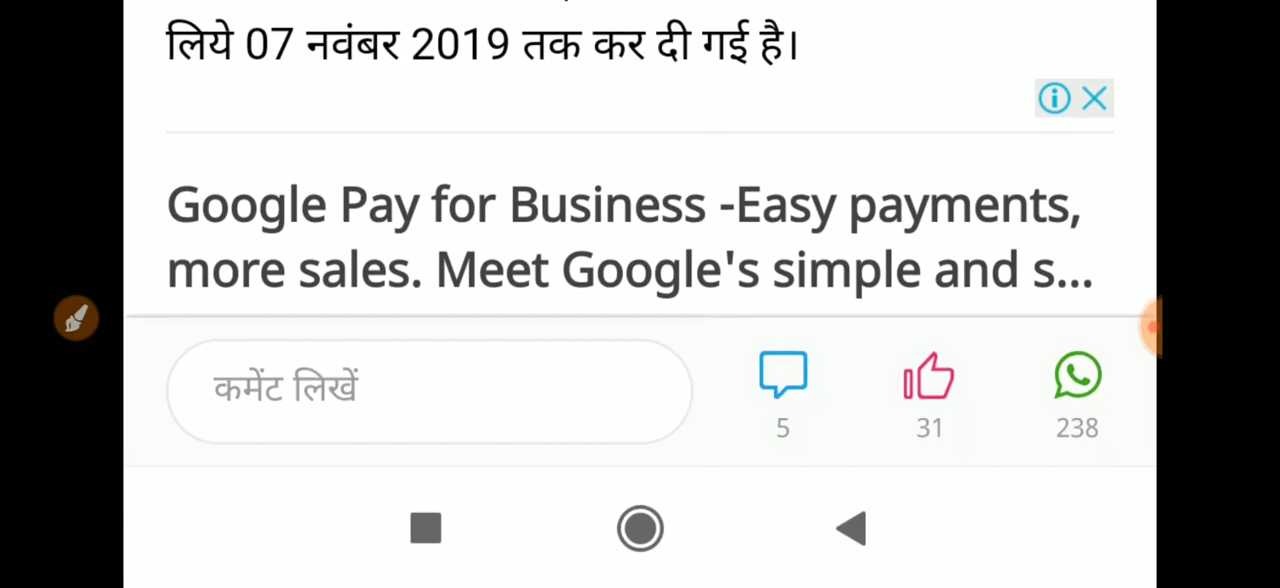 लिये 07 नवंबर 2019 तक कर दी गई है।
Google Pay for Business -Easy payments,
more sales. Meet Google's simple and s...
कमेंट लिखें
5
31
238